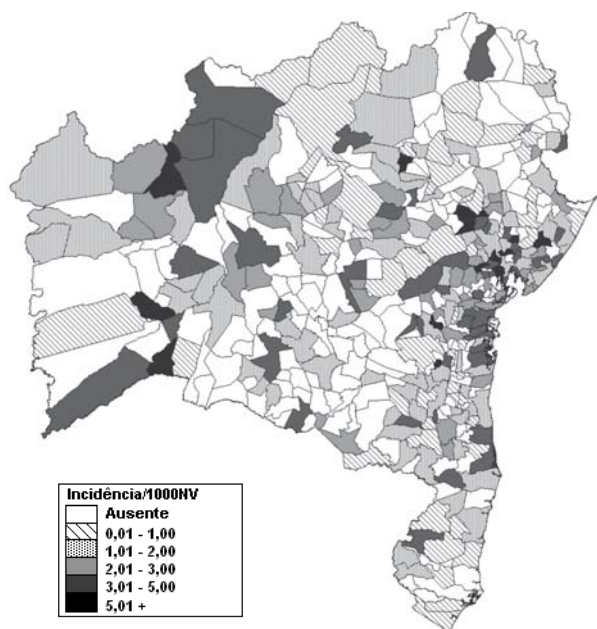 Incidência/1000NV
Ausente
0,01 - 1,00
1,01 - 2,00
2,01 - 3,00
3,01 - 5,00
5,01 +